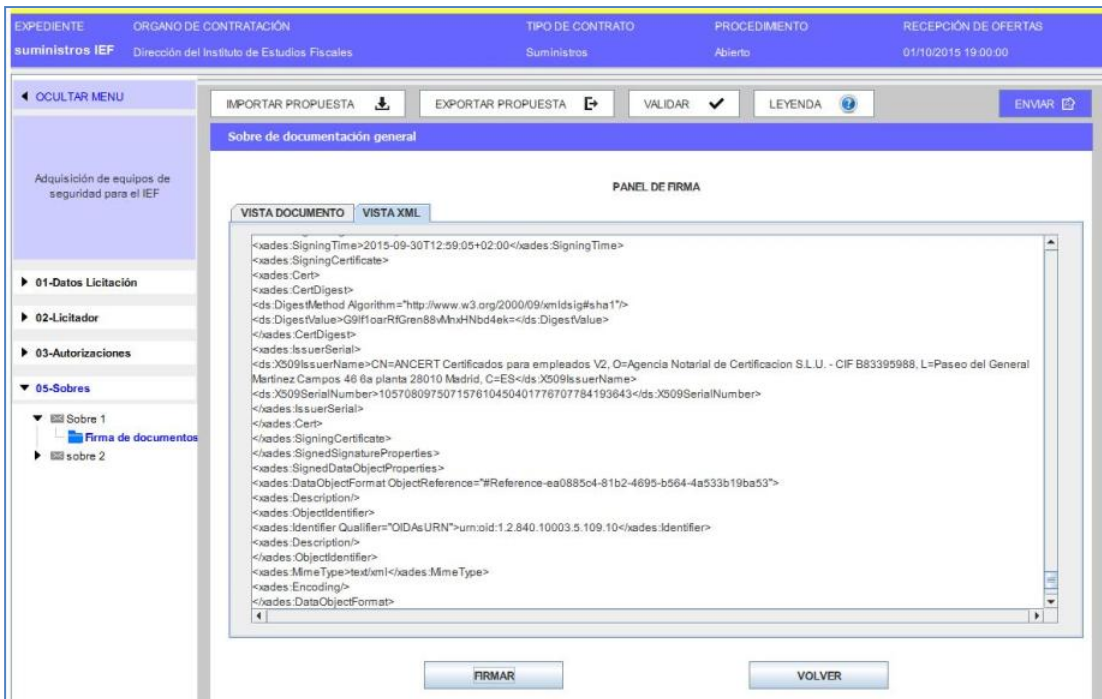 EXPEDIENTE ORGANO DE CONTRATACIÓN TIPO DE CONTRATO PROCEDIMIENTO RECEPCIÓN DE OFERTAS
suministros IEF Dirección del Instituto de Estudios Fiscales Suministros Abierto 01/10/2015 19:00:00
OCULTAR MENU
IMPORTAR PROPUESTA EXPORTAR PROPUESTA VALIDAR LEYENDA ENVIAR
Sobre de documentación general
Adquisición de equipos de
seguridad para el IEF
PANEL DE FIRMA
VISTA DOCUMENTO VISTA XML
<xades:SigningTime>2015-09-30T12:59:05+02:00</xades:SigningTime>
<xades:SigningCertificate>
<xades:Cert>
<xades:CertDigest>
<ds:DigestMethod Algorithm="http://www.w3.org/2000/09/xmldsig#sha1"/>
<ds:DigestValue>G9lf1oarRfGren88vMnxHNbd4ek=</ds:DigestValue>
</xades:CertDigest>
<xades:IssuerSerial>
<ds:X509IssuerName>CN=ANCERT Certificados para empleados V2, O=Agencia Notarial de Certificacion S.L.U. - CIF B83395988, L=Paseo del General
Martinez Campos 46 6a planta 28010 Madrid, C=ES</ds:X509IssuerName>
<ds:X509SerialNumber>105708097507157610450401776707784193643</ds:X509SerialNumber>
</xades:IssuerSerial>
</xades:Cert>
</xades:SigningCertificate>
</xades:SignedSignatureProperties>
<xades:SignedDataObjectProperties>
<xades:DataObjectFormat ObjectReference="#Reference-ea0885c4-81b2-4695-b564-4a533b19ba53">
<xades:Description/>
<xades:ObjectIdentifier>
<xades:Identifier Qualifier="OIDAsURN">urn:oid:1.2.840.10003.5.109.10</xades:Identifier>
<xades:Description/>
</xades:ObjectIdentifier>
<xades:MimeType>text/xml</xades:MimeType>
<xades:Encoding/>
</xades:DataObjectFormat>
01-Datos Licitación
02-Licitador
03-Autorizaciones
05-Sobres
Sobre 1
Firma de documentos
sobre 2
FIRMAR VOLVER